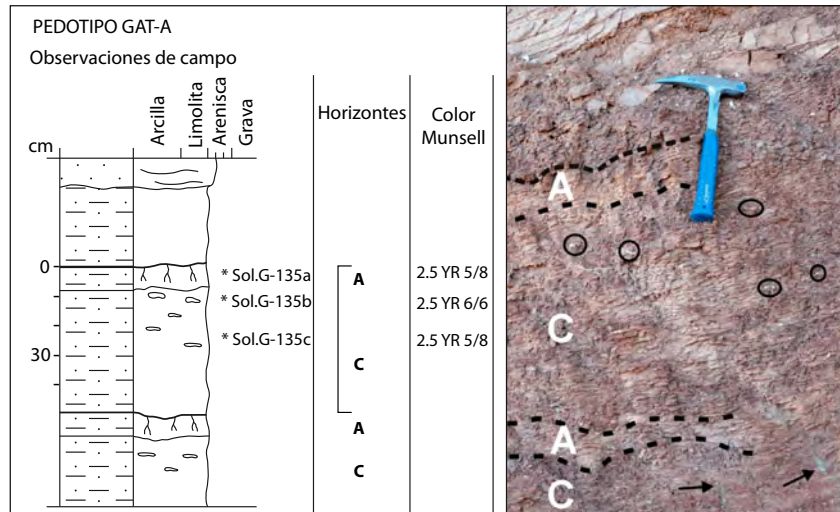 PEDOTIPO GAT-A
Observaciones de campo
cm
Arcilla
Limolita
Arenisca
Grava
Horizontes
Color
Munsell
0
* Sol.G-135a
A
2.5 YR 5/8
* Sol.G-135b
2.5 YR 6/6
* Sol.G-135c
2.5 YR 5/8
30
C
A
C
A
C
A
C